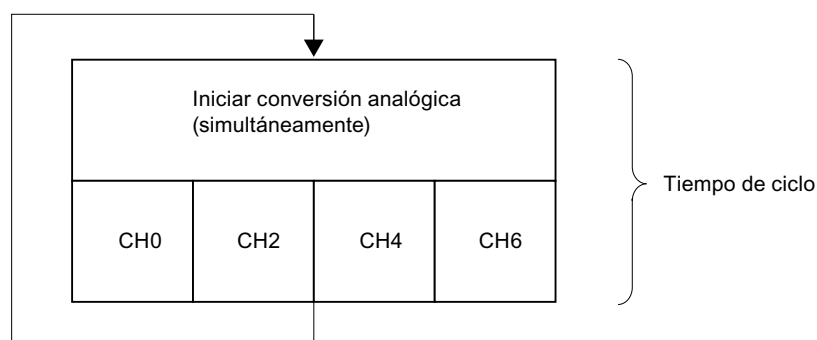 Iniciar conversión analógica
(simultáneamente)
Tiempo de ciclo
CH0 CH2 CH4 CH6